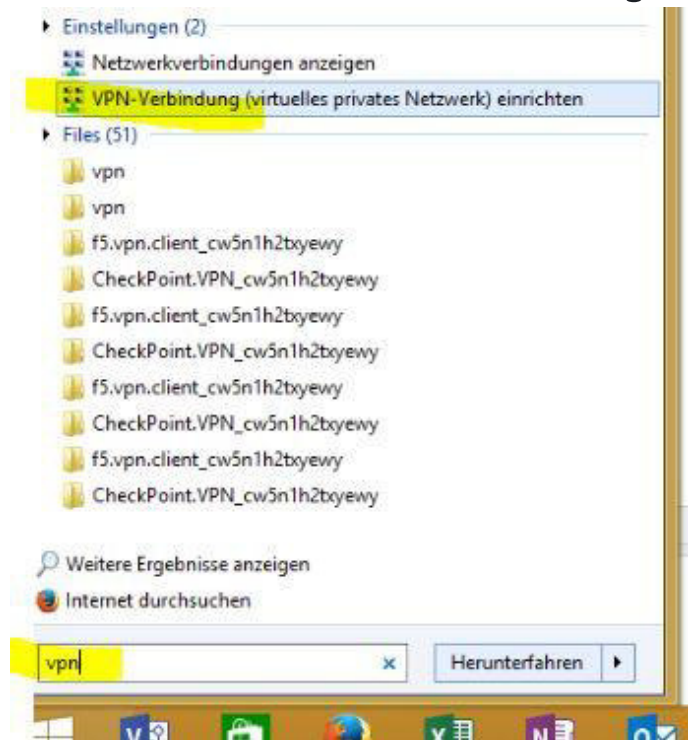 Einstellungen (2)
Netzwerkverbindungen anzeigen
VPN-Verbindung (virtuelles privates Netzwerk) einrichten
Files (51)
vpn
vpn
f5.vpn.client_cw5n1h2txyewy
CheckPoint.VPN_cw5n1h2txyewy
f5.vpn.client_cw5n1h2txyewy
CheckPoint.VPN_cw5n1h2txyewy
f5.vpn.client_cw5n1h2txyewy
CheckPoint.VPN_cw5n1h2txyewy
f5.vpn.client_cw5n1h2txyewy
CheckPoint.VPN_cw5n1h2txyewy
Weitere Ergebnisse anzeigen
Internet durchsuchen
vpn Herunterfahren